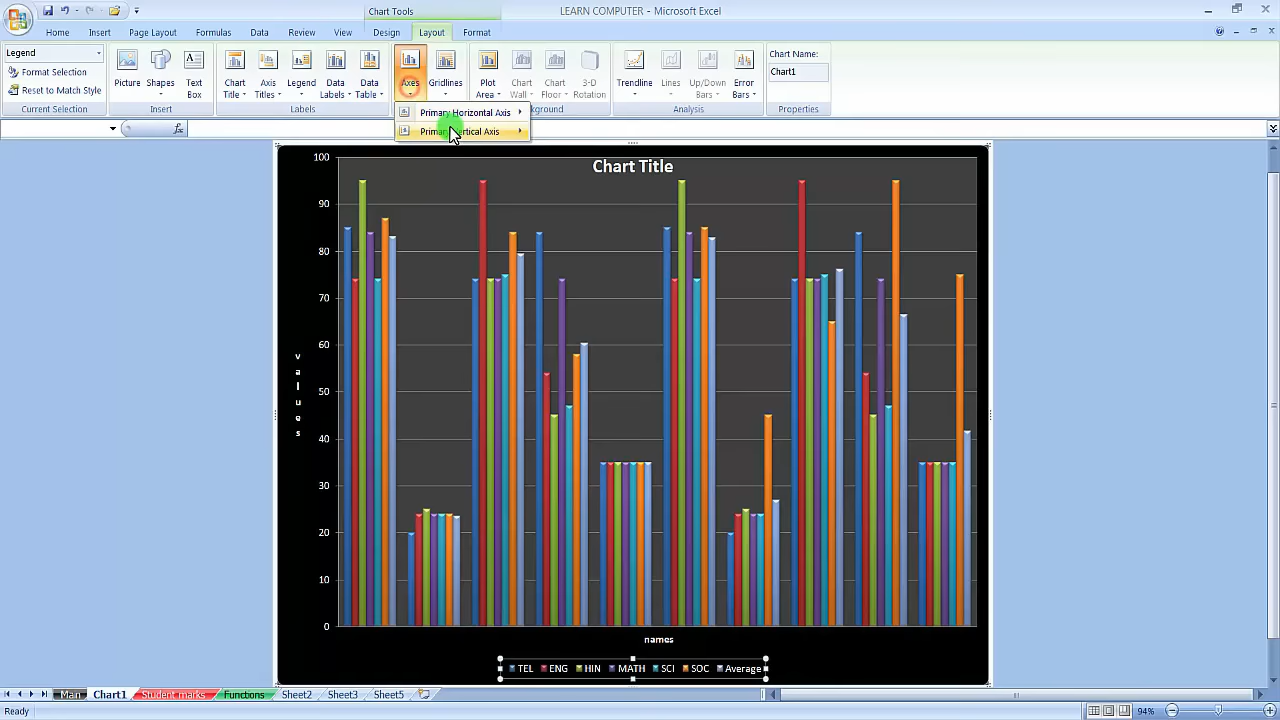 Chart Tools
LEARN COMPUTER - Microsoft Excel
Home Insert Page Layout Formulas Data Review View Design Layout Format
Legend
Format Selection
Reset to Match Style
Current Selection
Picture
Shapes
Text Box
Insert
Chart Title
Axis Titles
Legend
Data Labels
Data Table
Labels
Axes
Gridlines
Plot Area
Chart Wall
Chart Floor
3-D Rotation
Trendline
Lines
Up/Down Bars
Error Bars
Analysis
Chart Name:
Chart1
Properties
Primary Horizontal Axis
fx
Chart Title
100
90
80
70
60
50
40
30
20
10
0
values
names
TEL ENG HIN MATH SCI SOC Average
Main Chart1 Student marks Functions Sheet2 Sheet3 Sheet5
Ready
94%